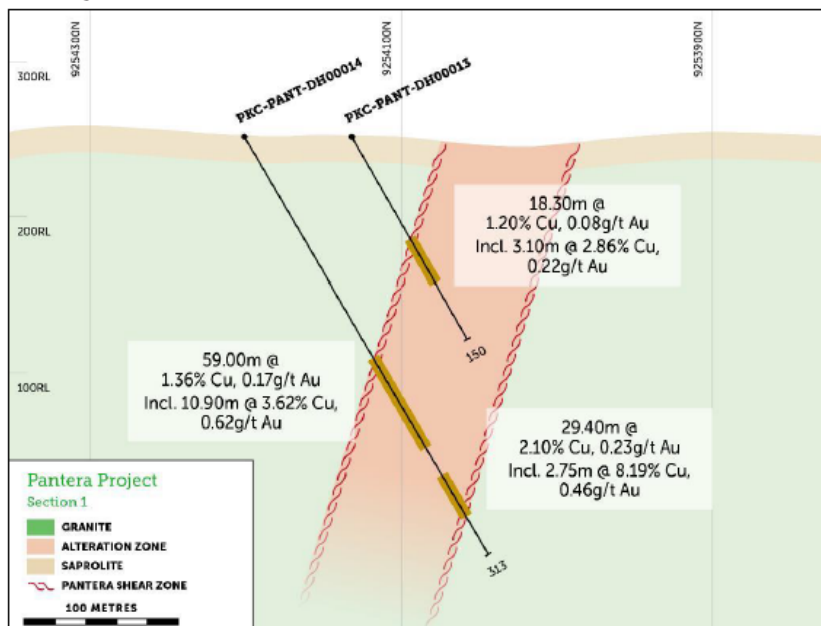 9254300N
9254100N
9253900N
300RL
PKC-PANT-DH00014
PKC-PANT-DH00013
200RL
18.30m @
1.20% Cu, 0.08g/t Au
Incl. 3.10m @ 2.86% Cu,
0.22g/t Au
150
100RL
59.00m @
1.36% Cu, 0.17g/t Au
Incl. 10.90m @ 3.62% Cu,
0.62g/t Au
29.40m @
2.10% Cu, 0.23g/t Au
Incl. 2.75m @ 8.19% Cu,
0.46g/t Au
313
Pantera Project
Section 1
GRANITE
ALTERATION ZONE
SAPROLITE
PANTERA SHEAR ZONE
100 METRES